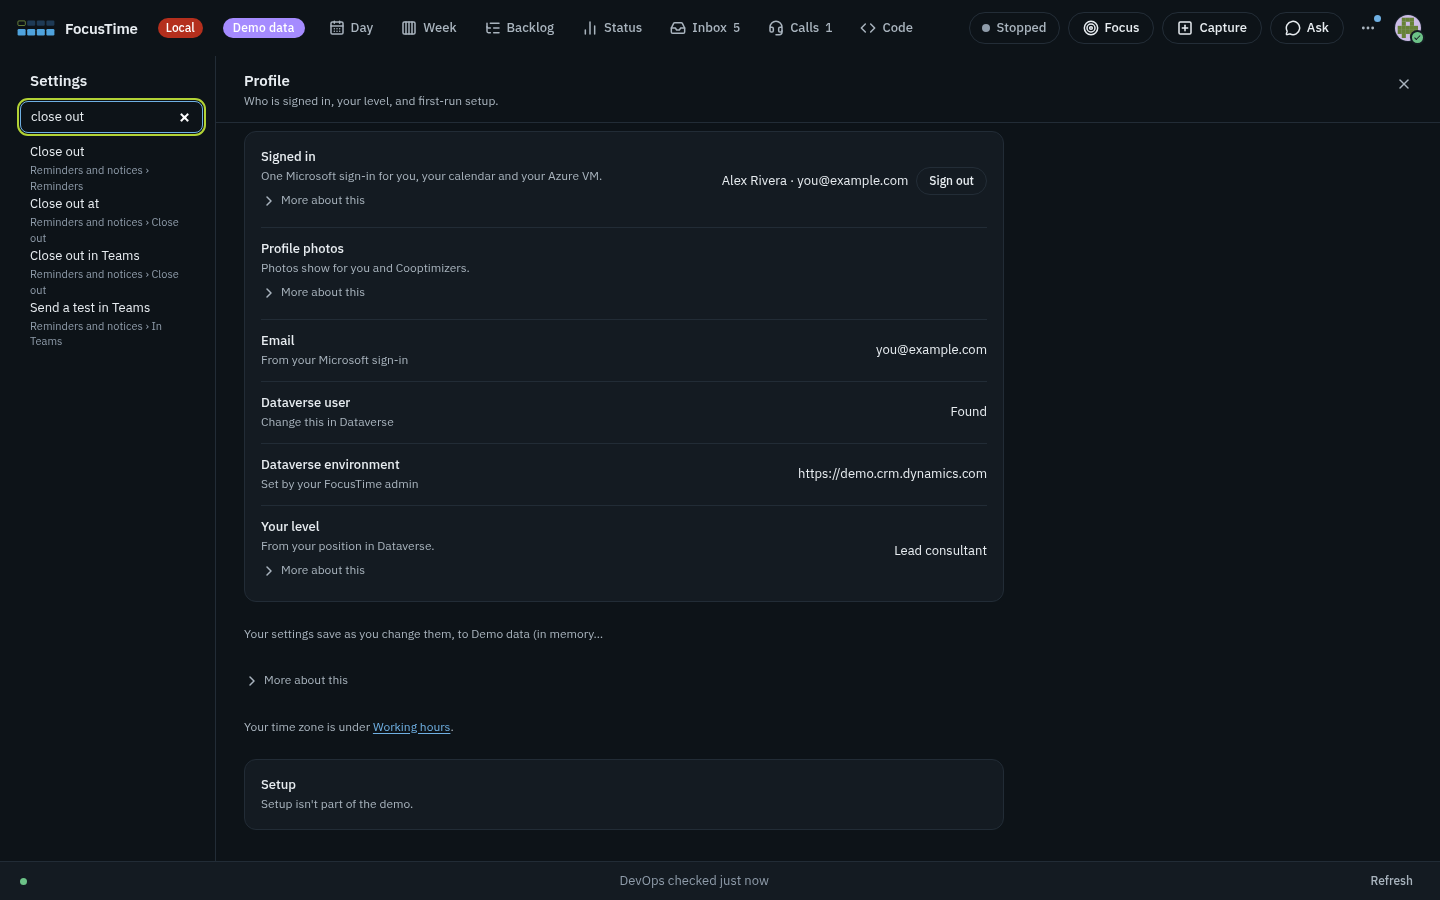 FocusTime
Local
Demo data
Day
Week
Backlog
Status
Inbox 5
Calls 1
Code
Stopped
Focus
Capture
Ask
Settings
close out
Close out
Reminders and notices ›
Reminders
Close out at
Reminders and notices › Close
out
Close out in Teams
Reminders and notices › Close
out
Send a test in Teams
Reminders and notices › In
Teams
Profile
Who is signed in, your level, and first-run setup.
Signed in
One Microsoft sign-in for you, your calendar and your Azure VM.
More about this
Alex Rivera · you@example.com
Sign out
Profile photos
Photos show for you and Cooptimizers.
More about this
Email
From your Microsoft sign-in
you@example.com
Dataverse user
Change this in Dataverse
Found
Dataverse environment
Set by your FocusTime admin
https://demo.crm.dynamics.com
Your level
From your position in Dataverse.
More about this
Lead consultant
Your settings save as you change them, to Demo data (in memory...
More about this
Your time zone is under Working hours.
Setup
Setup isn't part of the demo.
DevOps checked just now
Refresh